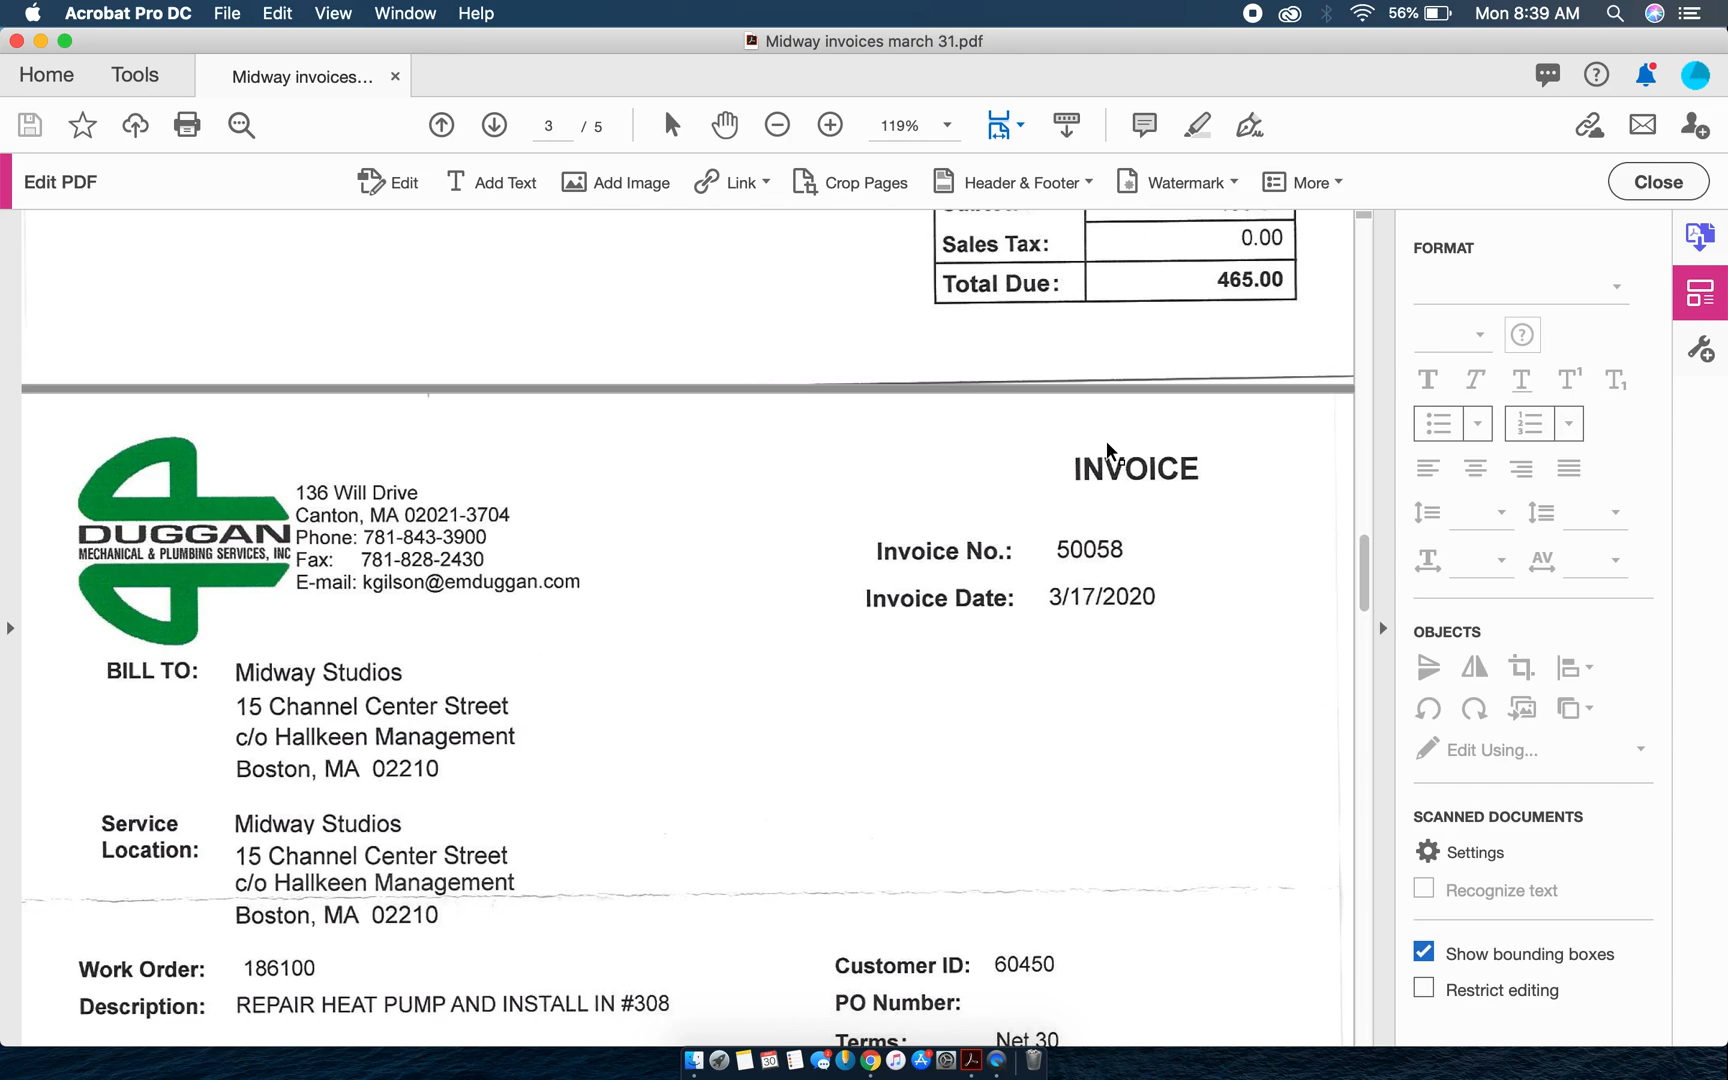 Acrobat Pro DC File Edit View Window Help 56% Mon 8:39 AM
Midway invoices march 31.pdf
Home Tools Midway invoices... ×
3 / 5 119%
Edit PDF Edit Add Text Add Image Link Crop Pages Header & Footer Watermark More Close
Sales Tax: 0.00
Total Due: 465.00
INVOICE
DUGGAN
MECHANICAL & PLUMBING SERVICES, INC
136 Will Drive
Canton, MA 02021-3704
Phone: 781-843-3900
Fax: 781-828-2430
E-mail: kgilson@emduggan.com
Invoice No.: 50058
Invoice Date: 3/17/2020
BILL TO: Midway Studios
15 Channel Center Street
c/o Hallkeen Management
Boston, MA 02210
Service Location: Midway Studios
15 Channel Center Street
c/o Hallkeen Management
Boston, MA 02210
Work Order: 186100
Description: REPAIR HEAT PUMP AND INSTALL IN #308
Customer ID: 60450
PO Number:
Terms: Net 30
FORMAT
OBJECTS
Edit Using...
SCANNED DOCUMENTS
Settings
Recognize text
Show bounding boxes
Restrict editing
30